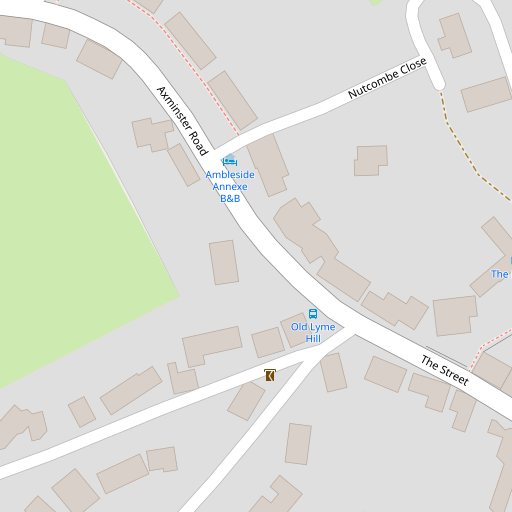 Nutcombe Close
Axminster Road
Ambleside
Annexe
B&B
The
Old Lyme
Hill
The Street